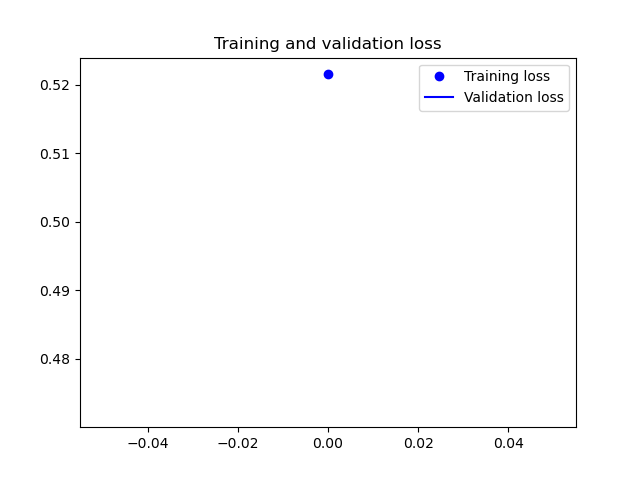 Training and validation loss
Training loss
Validation loss
0.52
0.51
0.50
0.49
0.48
−0.04 −0.02 0.00 0.02 0.04